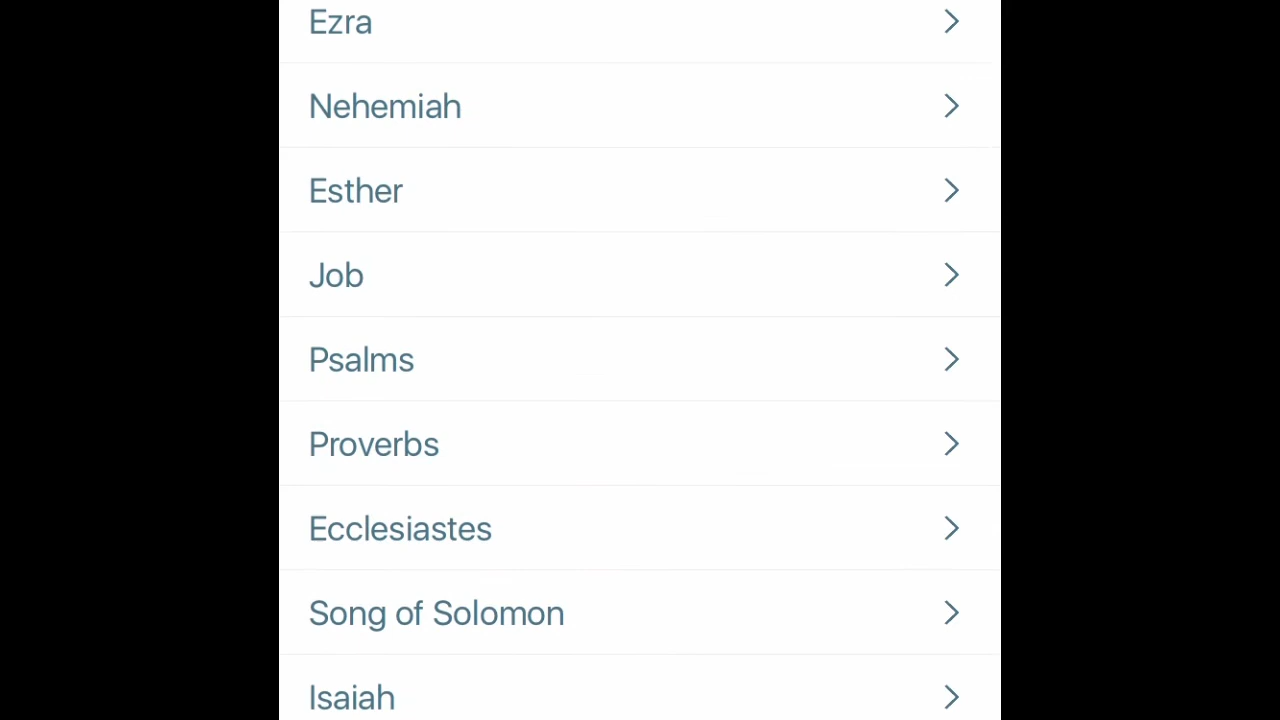 Ezra
Nehemiah
Esther
Job
Psalms
Proverbs
Ecclesiastes
Song of Solomon
Isaiah